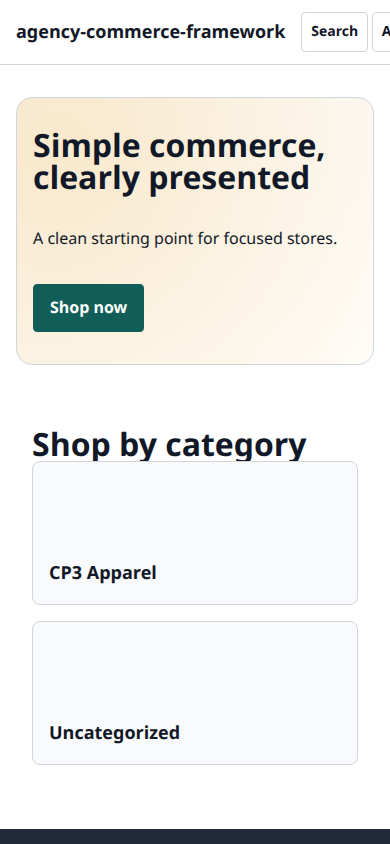 agency-commerce-framework Search A
Simple commerce,
clearly presented
A clean starting point for focused stores.
Shop now
Shop by category
CP3 Apparel
Uncategorized